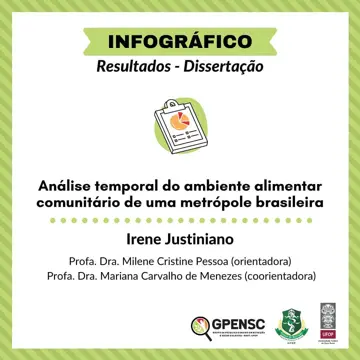 INFOGRÁFICO
Resultados - Dissertação
Análise temporal do ambiente alimentar
comunitário de uma metrópole brasileira
Irene Justiniano
Profa. Dra. Milene Cristine Pessoa (orientadora)
Profa. Dra. Mariana Carvalho de Menezes (coorientadora)
GPENSC
UFOP